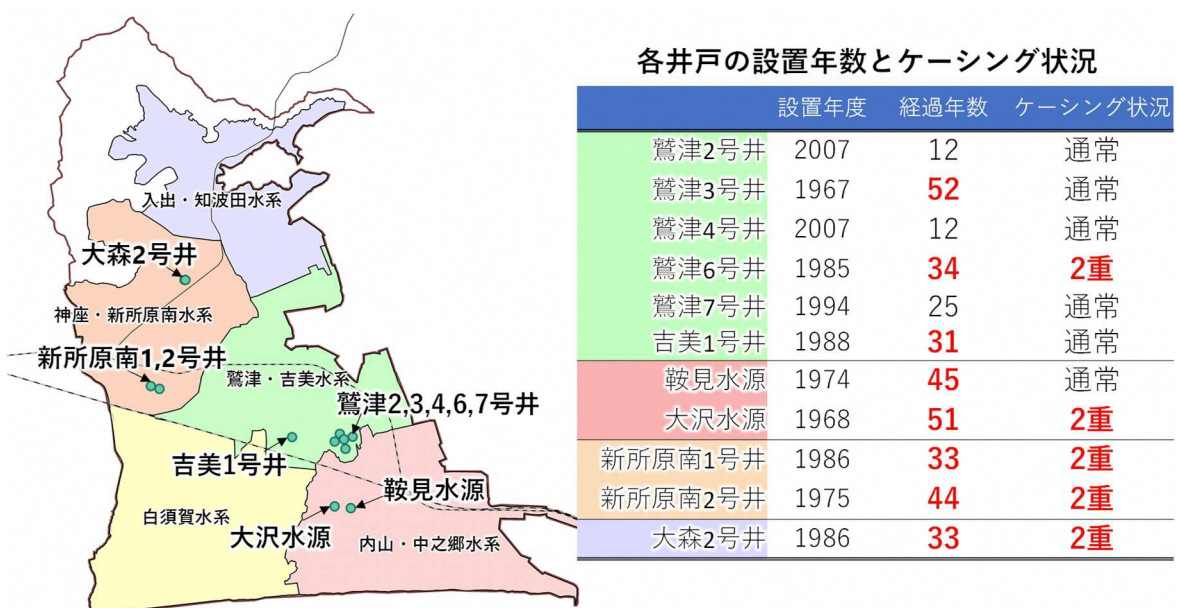 入出・知波田水系
大森2号井
神座・新所原南水系
新所原南1,2号井
鷲津・吉美水系
鷲津2,3,4,6,7号井
吉美1号井
鞍見水源
白須賀水系
大沢水源
内山・中之郷水系
各井戸の設置年数とケーシング状況
設置年度 経過年数 ケーシング状況
鷲津2号井 2007 12 通常
鷲津3号井 1967 52 通常
鷲津4号井 2007 12 通常
鷲津6号井 1985 34 2重
鷲津7号井 1994 25 通常
吉美1号井 1988 31 通常
鞍見水源 1974 45 通常
大沢水源 1968 51 2重
新所原南1号井 1986 33 2重
新所原南2号井 1975 44 2重
大森2号井 1986 33 2重